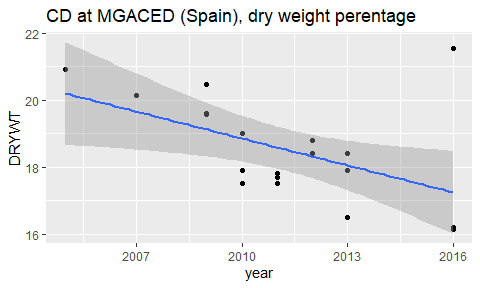 CD at MGACED (Spain), dry weight perentage
22
20
18
16
DRYWT
2007
2010
2013
2016
year